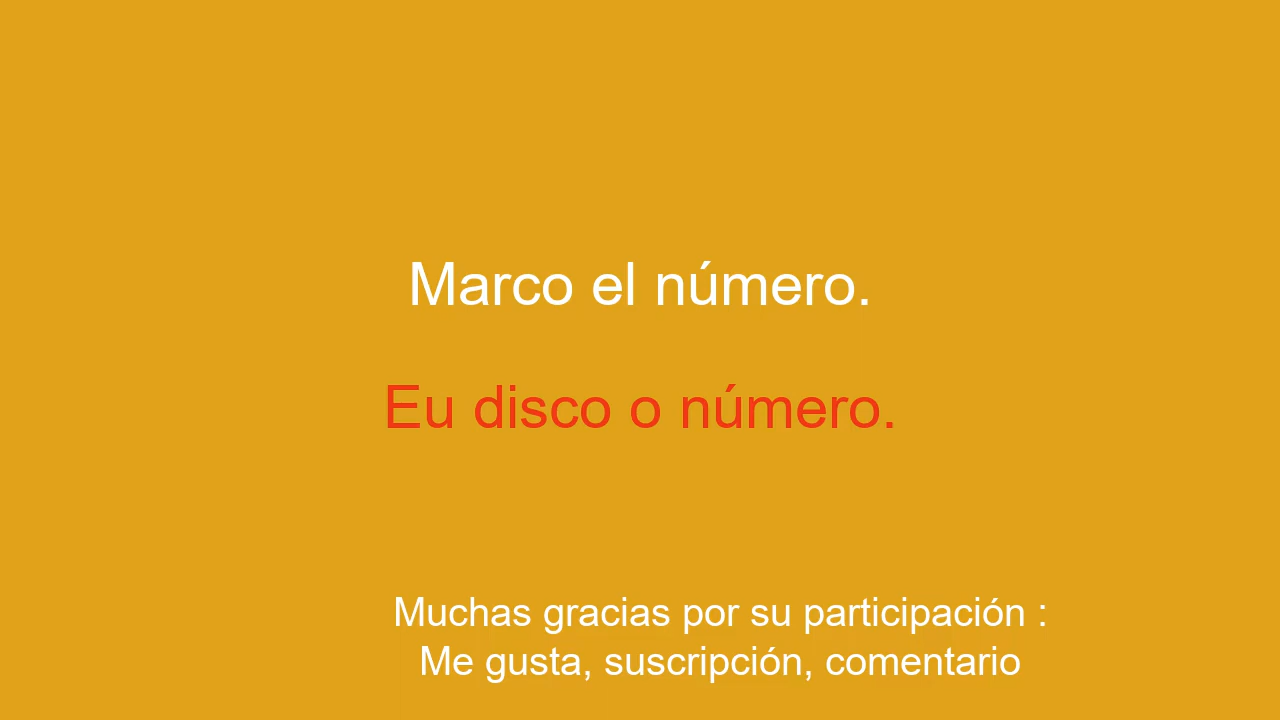 Marco el número.
Eu disco o número.
Muchas gracias por su participación :
Me gusta, suscripción, comentario